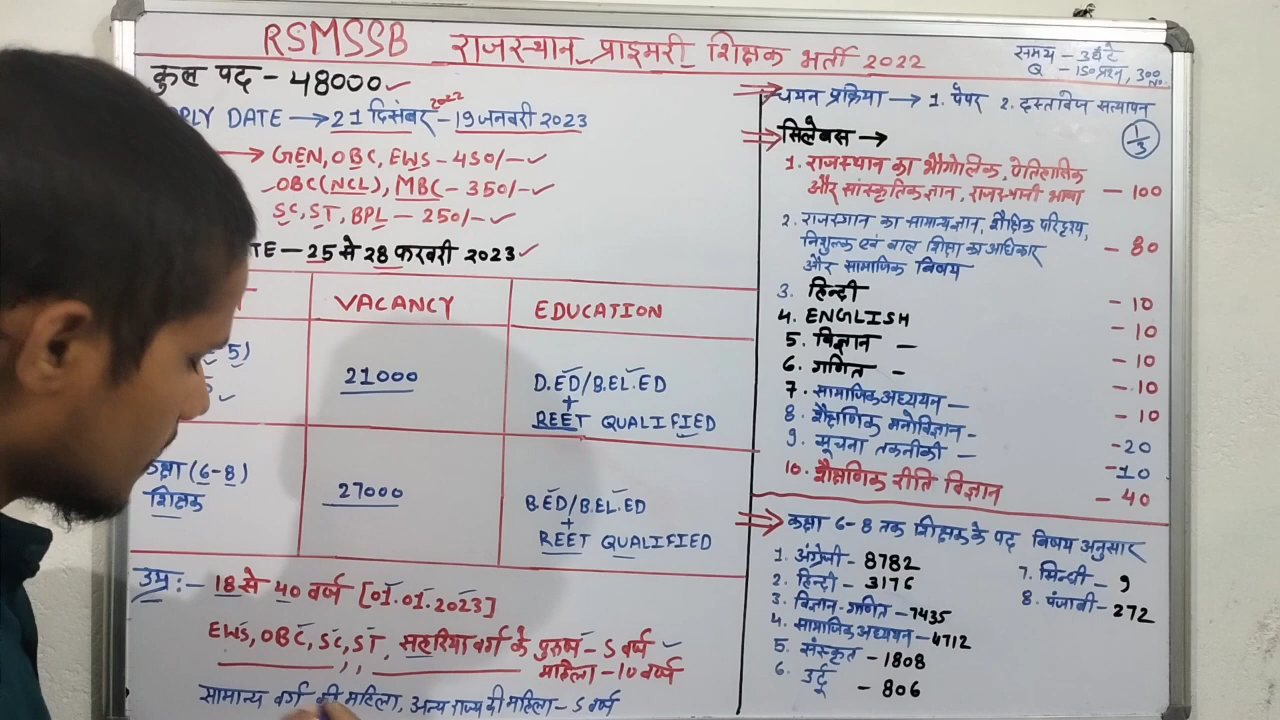 RSMSSB राजस्थान प्राइमरी शिक्षक भर्ती 2022
कुल पद - 48000
PLY DATE → 21 दिसंबर 2022 - 19 जनवरी 2023
→ GEN, OBC, EWS - 450/-
OBC(NCL), MBC - 350/-
SC, ST, BPL - 250/-
TE - 25 से 28 फरवरी 2023
VACANCY EDUCATION
5)
21000
D.ED/B.EL.ED
+
REET QUALIFIED
कक्षा (6-8)
शिक्षक
27000
B.ED/B.EL.ED
+
REET QUALIFIED
उम्र :- 18 से 40 वर्ष [01.01.2023]
EWS, OBC, SC, ST, सहरिया वर्ग के पुरुष - 5 वर्ष
,, महिला - 10 वर्ष
सामान्य वर्ग की महिला, अन्य राज्य की महिला - 5 वर्ष
समय - 3 घंटे
Q - 150 प्रश्न, 300 No.
⇒ चयन प्रक्रिया → 1. पेपर 2. दस्तावेज सत्यापन
⇒ सिलेबस →
1/3
1. राजस्थान का भौगोलिक, ऐतिहासिक
और सांस्कृतिक ज्ञान, राजस्थानी भाषा - 100
2. राजस्थान का सामान्यज्ञान, शैक्षिक परिदृश्य,
निशुल्क एवं बाल शिक्षा का अधिकार - 80
और सामाजिक विषय
3. हिन्दी - 10
4. ENGLISH - 10
5. विज्ञान - - 10
6. गणित - - 10
7. सामाजिक अध्ययन - - 10
8. शैक्षणिक मनोविज्ञान - - 20
9. सूचना तकनीकी - - 10
10. शैक्षणिक रीति विज्ञान - 40
⇒ कक्षा 6-8 तक शिक्षक के पद विषय अनुसार
1. अंग्रेजी - 8782
2. हिन्दी - 3176
3. विज्ञान-गणित - 7435
4. सामाजिक अध्ययन - 4712
5. संस्कृत - 1808
6. उर्दू - 806
7. सिन्धी - 9
8. पंजाबी - 272